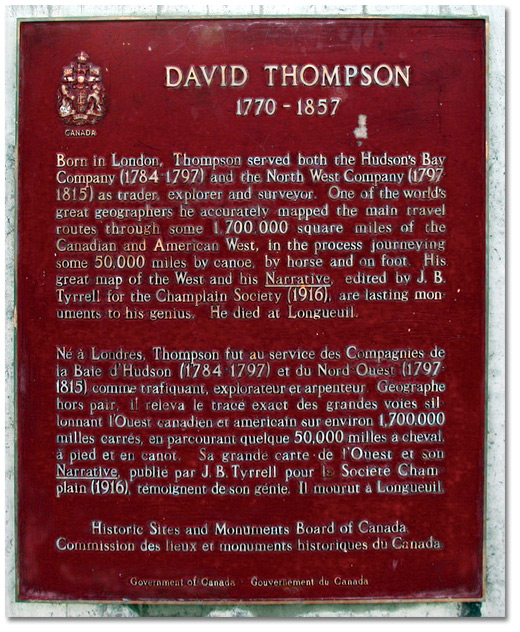 CANADA
DAVID THOMPSON
1770 - 1857
Born in London, Thompson served both the Hudson's Bay
Company (1784-1797) and the North West Company (1797-
1815) as trader, explorer and surveyor. One of the world's
great geographers he accurately mapped the main travel
routes through some 1,700,000 square miles of the
Canadian and American West, in the process journeying
some 50,000 miles by canoe, by horse and on foot. His
great map of the West and his Narrative, edited by J. B.
Tyrrell for the Champlain Society (1916), are lasting mon-
uments to his genius. He died at Longueuil.
Né à Londres, Thompson fut au service des Compagnies de
la Baie d'Hudson (1784-1797) et du Nord Ouest (1797-
1815) comme trafiquant, explorateur et arpenteur. Géographe
hors pair, il releva le tracé exact des grandes voies sil-
lonnant l'Ouest canadien et américain sur environ 1,700,000
milles carrés, en parcourant quelque 50,000 milles à cheval,
à pied et en canot. Sa grande carte de l'Ouest et son
Narrative, publié par J. B. Tyrrell pour la Société Cham-
plain (1916), témoignent de son génie. Il mourut à Longueuil.
Historic Sites and Monuments Board of Canada.
Commission des lieux et monuments historiques du Canada.
Government of Canada - Gouvernement du Canada